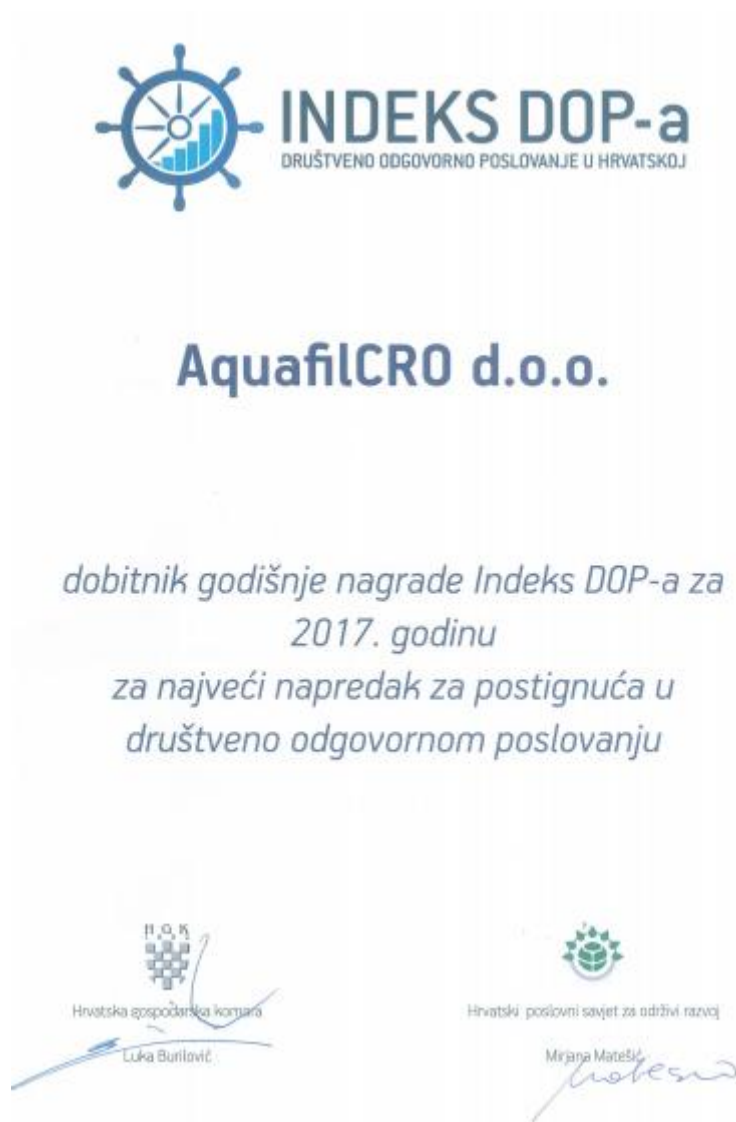 INDEKS DOP-a
DRUŠTVENO ODGOVORNO POSLOVANJE U HRVATSKOJ
AquafilCRO d.o.o.
dobitnik godišnje nagrade Indeks DOP-a za
2017. godinu
za najveći napredak za postignuća u
društveno odgovornom poslovanju
H G K
Hrvatska gospodarska komora
Luka Burilović
Hrvatski poslovni savjet za održivi razvoj
Mirjana Matešić